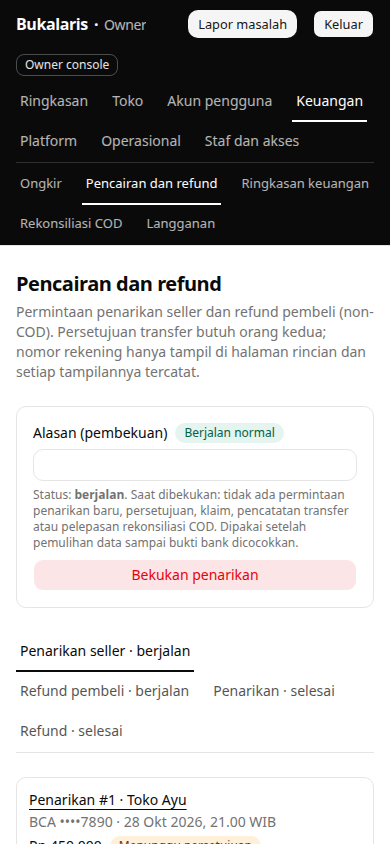 Bukalaris · Owner
Lapor masalah
Keluar
Owner console
Ringkasan Toko Akun pengguna Keuangan
Platform Operasional Staf dan akses
Ongkir Pencairan dan refund Ringkasan keuangan
Rekonsiliasi COD Langganan
Pencairan dan refund
Permintaan penarikan seller dan refund pembeli (non-
COD). Persetujuan transfer butuh orang kedua;
nomor rekening hanya tampil di halaman rincian dan
setiap tampilannya tercatat.
Alasan (pembekuan) Berjalan normal
Status: berjalan. Saat dibekukan: tidak ada permintaan
penarikan baru, persetujuan, klaim, pencatatan transfer
atau pelepasan rekonsiliasi COD. Dipakai setelah
pemulihan data sampai bukti bank dicocokkan.
Bekukan penarikan
Penarikan seller · berjalan
Refund pembeli · berjalan Penarikan · selesai
Refund · selesai
Penarikan #1 · Toko Ayu
BCA ••••7890 · 28 Okt 2026, 21.00 WIB
Rp 450.000 Menunggu persetujuan